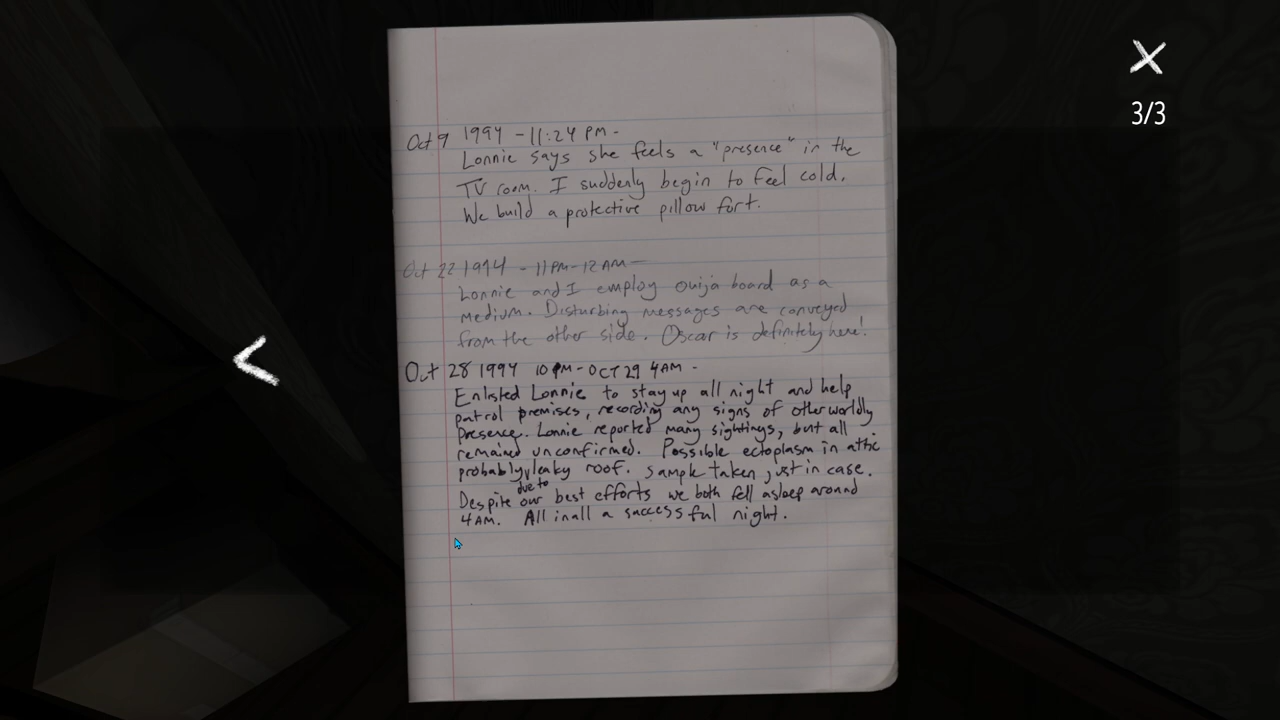 3/3
Oct 9 1994 - 11:24 PM -
Lonnie says she feels a "presence" in the
TV room. I suddenly begin to feel cold.
We build a protective pillow fort.
Oct 22 1994 - 11PM-12AM -
Lonnie and I employ ouija board as a
medium. Disturbing messages are conveyed
from the other side. Oscar is definitely here!
Oct 28 1994 10PM-OCT 29 4AM -
Enlisted Lonnie to stay up all night and help
patrol premises, recording any signs of otherworldly
presence. Lonnie reported many sightings, but all
remained unconfirmed. Possible ectoplasm in attic
probably leaky roof. Sample taken just in case.
due to
Despite our best efforts we both fell asleep around
4AM. All in all a successful night.